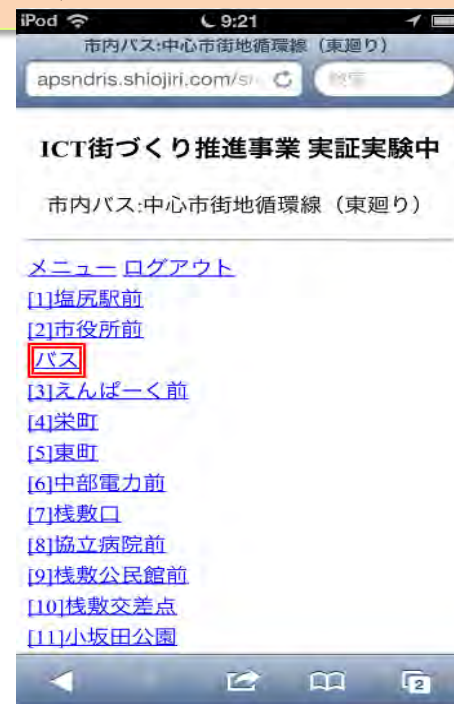 iPod 9:21
市内バス:中心市街地循環線（東廻り）
apsndris.shiojiri.com/s 検索
ICT街づくり推進事業 実証実験中
市内バス:中心市街地循環線（東廻り）
メニュー ログアウト
[1]塩尻駅前
[2]市役所前
バス
[3]えんぱーく前
[4]栄町
[5]東町
[6]中部電力前
[7]桟敷口
[8]協立病院前
[9]桟敷公民館前
[10]桟敷交差点
[11]小坂田公園
2